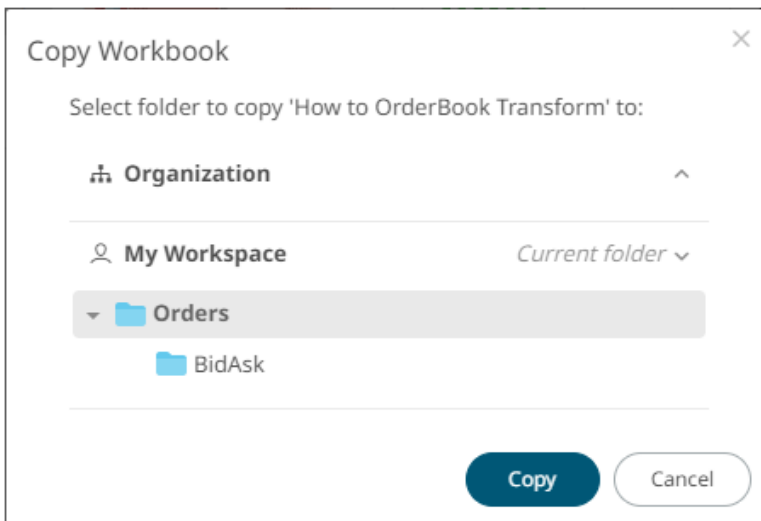 Copy Workbook
Select folder to copy 'How to OrderBook Transform' to:
Organization
My Workspace Current folder
Orders
BidAsk
Copy Cancel